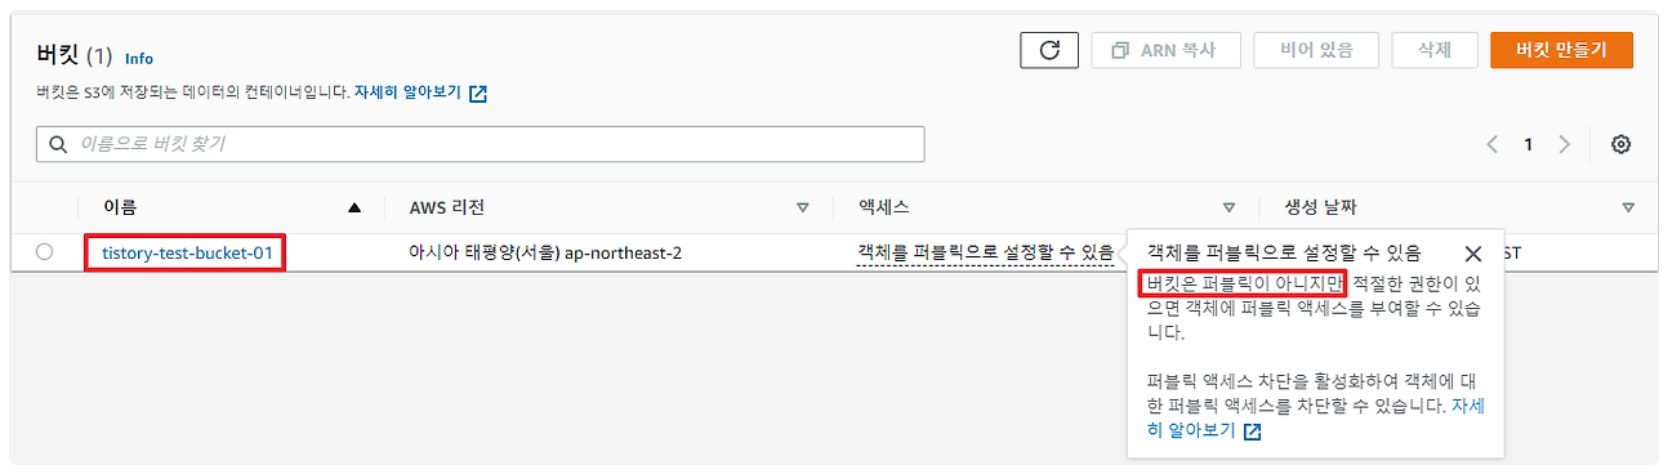 버킷 (1) Info
ARN 복사 비어 있음 삭제 버킷 만들기
버킷은 S3에 저장되는 데이터의 컨테이너입니다. 자세히 알아보기
이름으로 버킷 찾기
1
이름 AWS 리전 액세스 생성 날짜
tistory-test-bucket-01 아시아 태평양(서울) ap-northeast-2 객체를 퍼블릭으로 설정할 수 있음
ST
객체를 퍼블릭으로 설정할 수 있음
버킷은 퍼블릭이 아니지만 적절한 권한이 있
으면 객체에 퍼블릭 액세스를 부여할 수 있습
니다.
퍼블릭 액세스 차단을 활성화하여 객체에 대
한 퍼블릭 액세스를 차단할 수 있습니다. 자세
히 알아보기